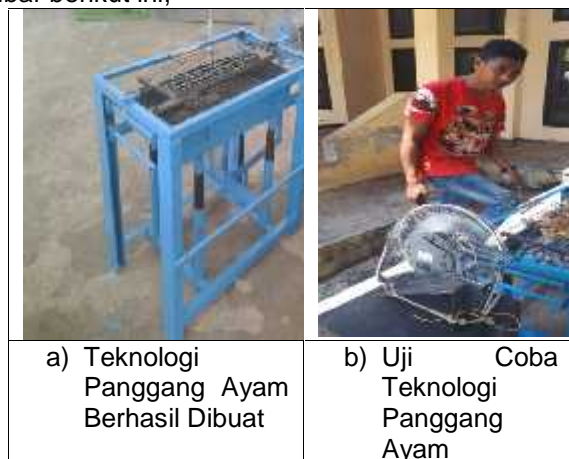 bar berikut ini,
a) Teknologi
Panggang Ayam
Berhasil Dibuat
b) Uji Coba
Teknologi
Panggang
Ayam